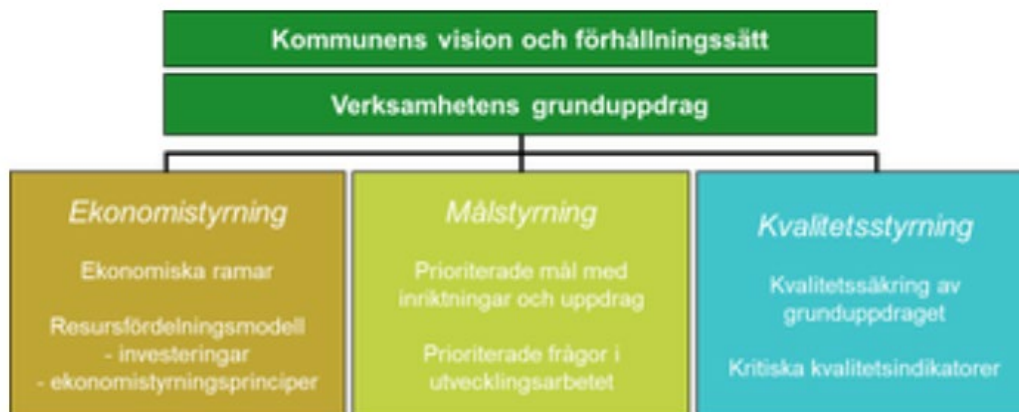 Kommunens vision och förhållningssätt
Verksamhetens grunduppdrag
Ekonomistyrning
Ekonomiska ramar
Resursfördelningsmodell
- investeringar
- ekonomistyrningsprinciper
Målstyrning
Prioriterade mål med
inriktningar och uppdrag
Prioriterade frågor i
utvecklingsarbetet
Kvalitetsstyrning
Kvalitetssäkring av
grunduppdraget
Kritiska kvalitetsindikatorer